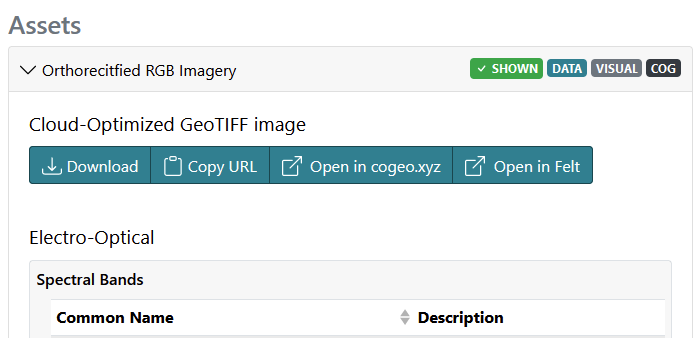 Assets
Orthorecitfied RGB Imagery SHOWN DATA VISUAL COG
Cloud-Optimized GeoTIFF image
Download Copy URL Open in cogeo.xyz Open in Felt
Electro-Optical
Spectral Bands
Common Name Description